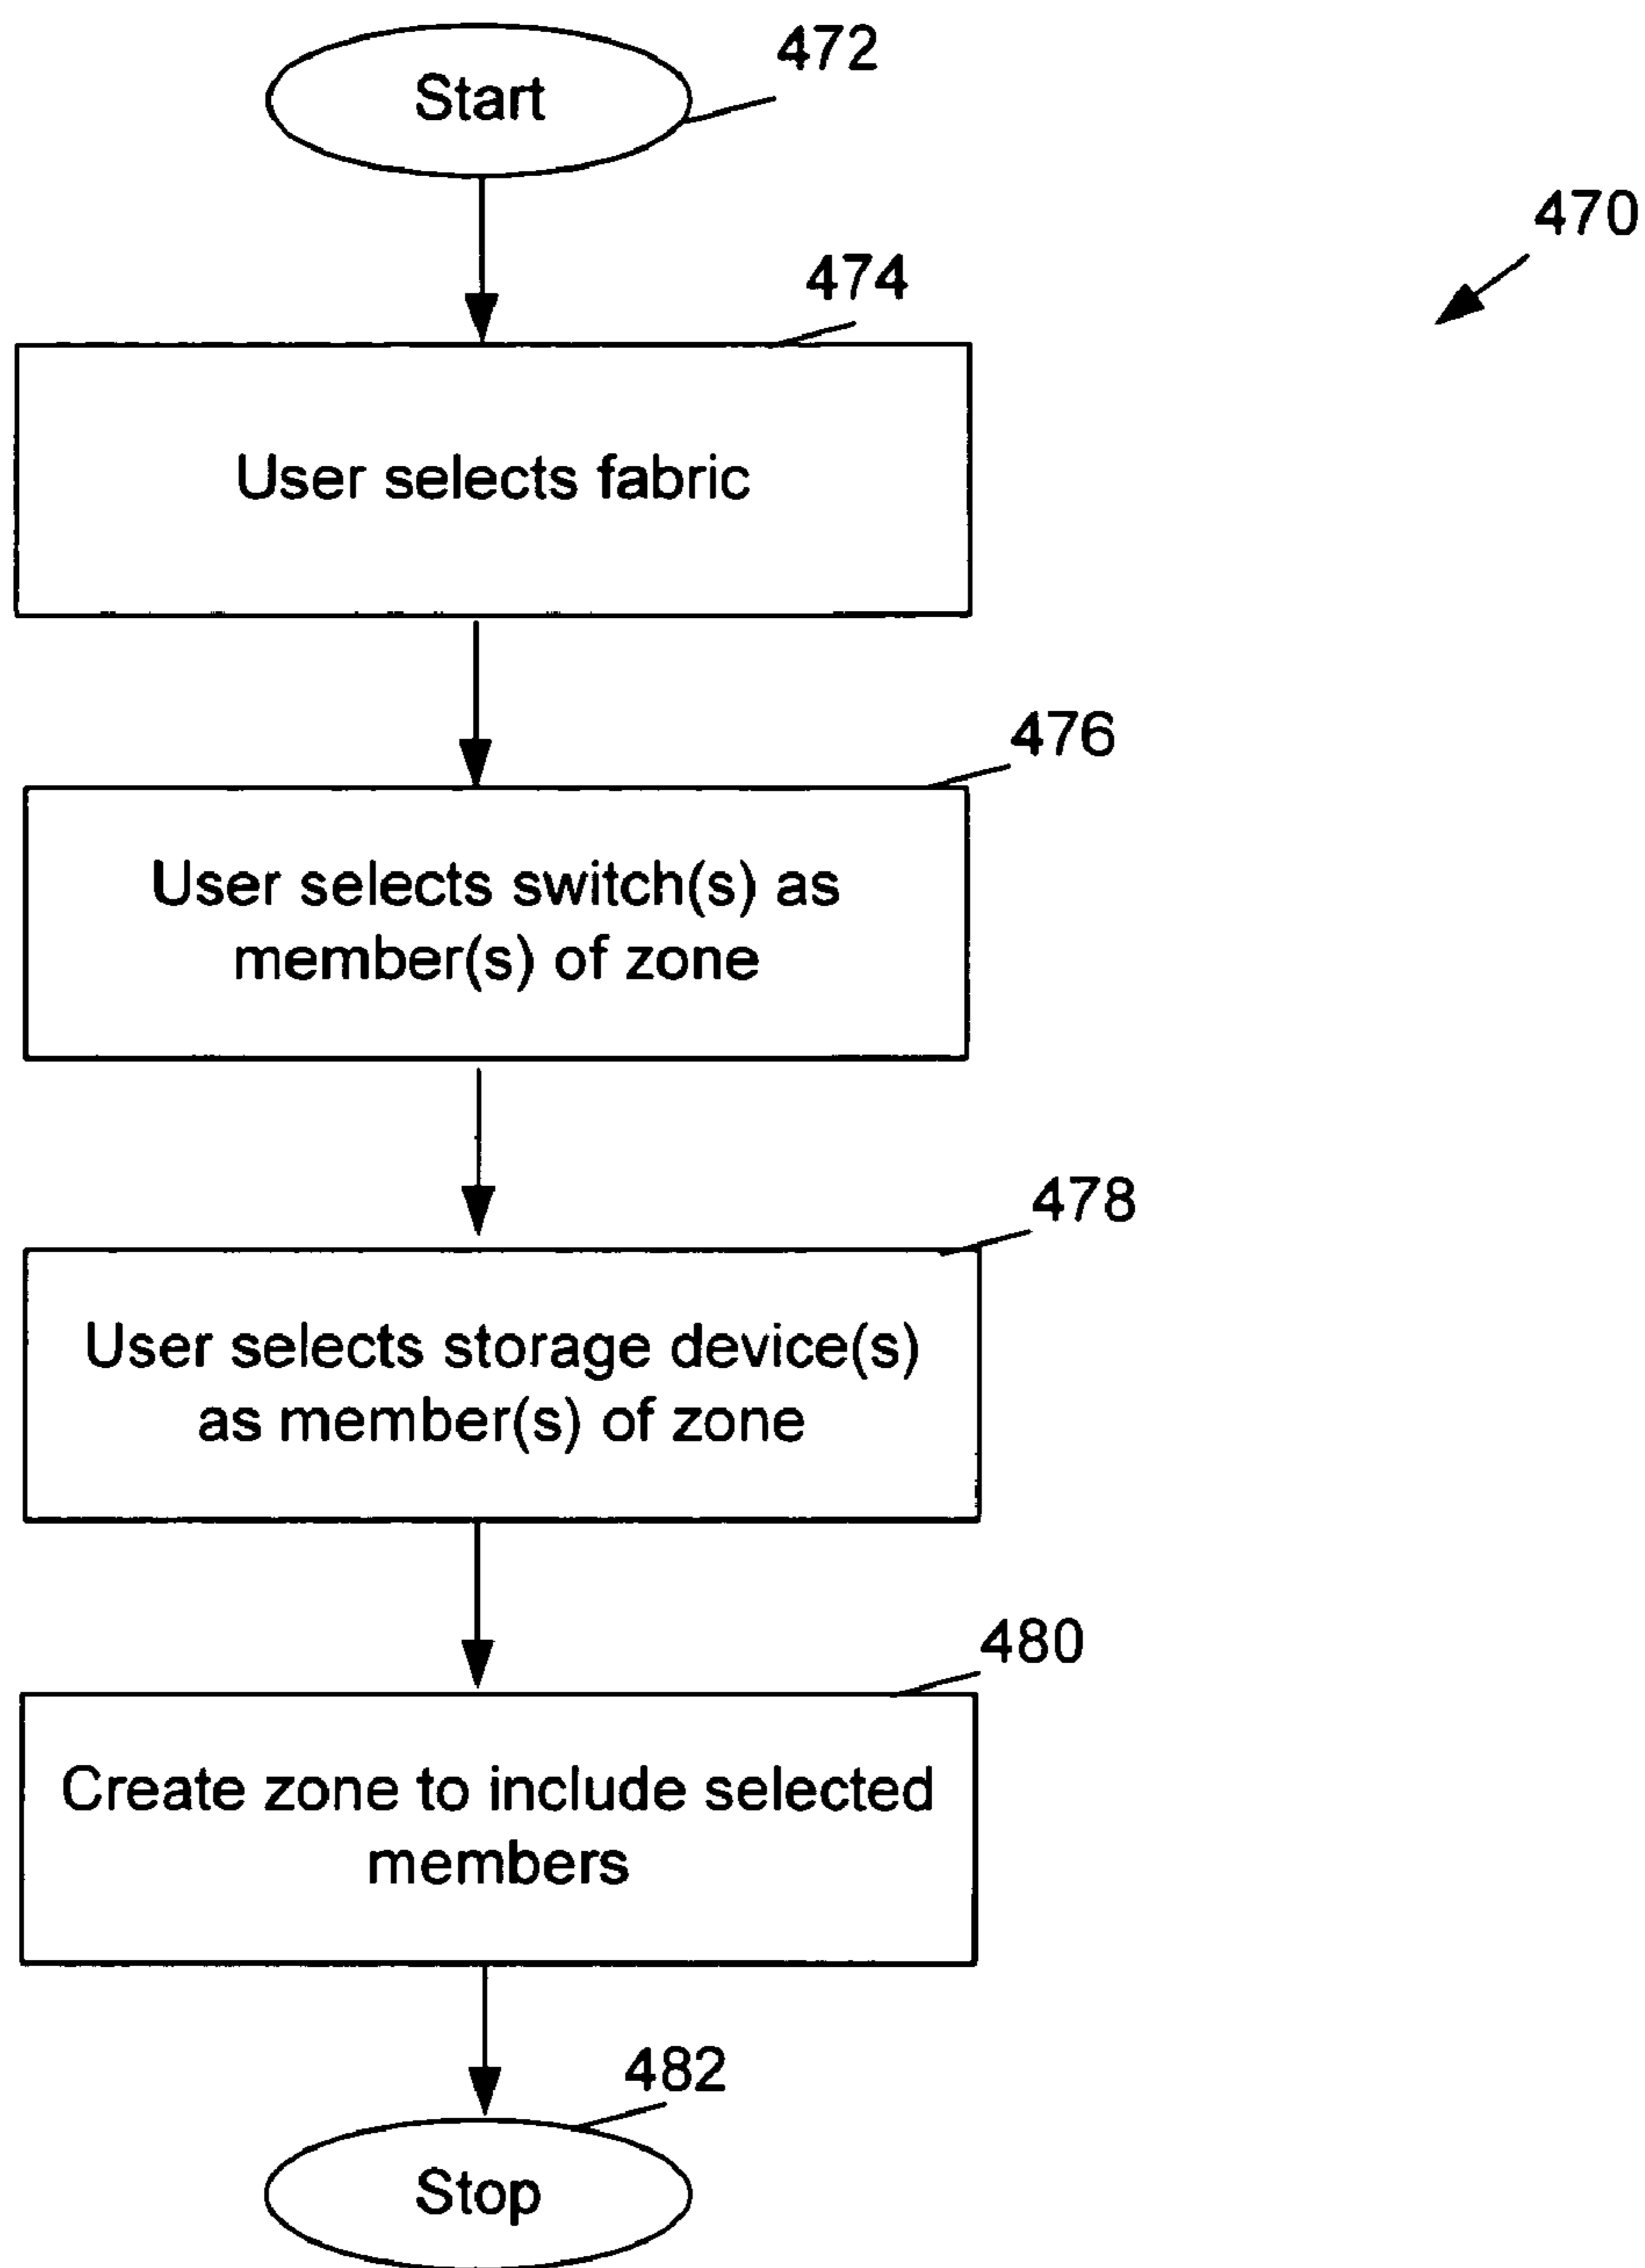 472
Start
470
474
User selects fabric
476
User selects switch(s) as
member(s) of zone
478
User selects storage device(s)
as member(s) of zone
480
Create zone to include selected
members
482
Stop